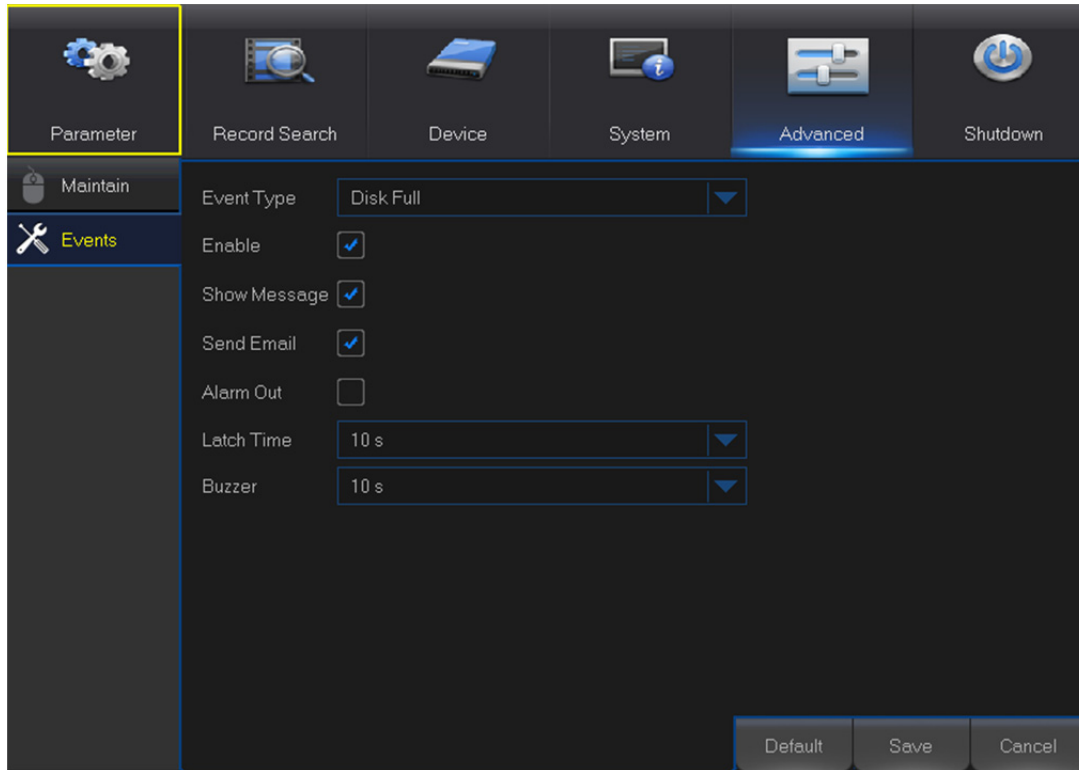 Parameter Record Search Device System Advanced Shutdown
Maintain
Events
Event Type Disk Full
Enable
Show Message
Send Email
Alarm Out
Latch Time 10 s
Buzzer 10 s
Default Save Cancel